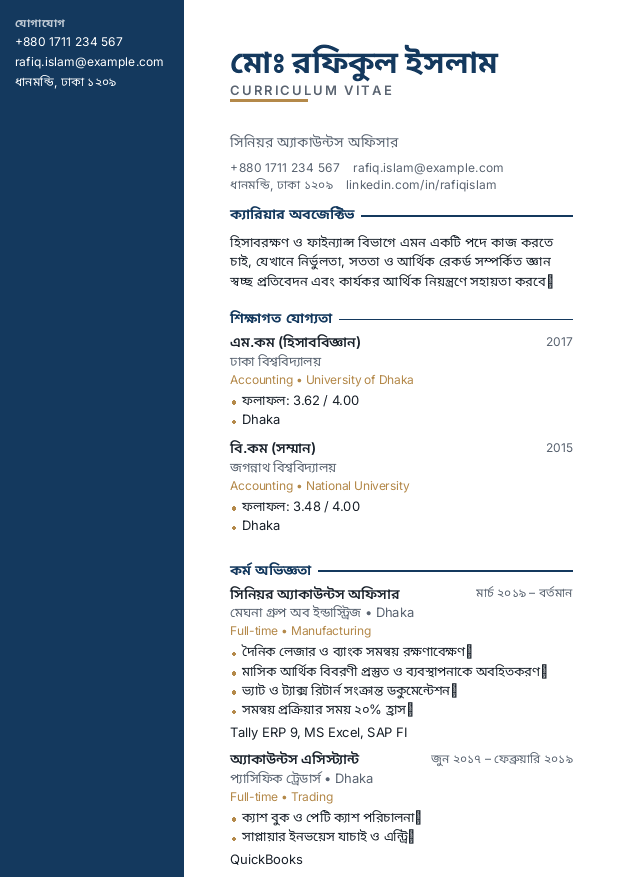 যোগাযোগ
+880 1711 234 567
rafiq.islam@example.com
ধানমন্ডি, ঢাকা ১২০৯
মোঃ রফিকুল ইসলাম
CURRICULUM VITAE
সিনিয়র অ্যাকাউন্টস অফিসার
+880 1711 234 567 rafiq.islam@example.com
ধানমন্ডি, ঢাকা ১২০৯ linkedin.com/in/rafiqislam
ক্যারিয়ার অবজেক্টিভ
হিসাবরক্ষণ ও ফাইন্যান্স বিভাগে এমন একটি পদে কাজ করতে
চাই, যেখানে নির্ভুলতা, সততা ও আর্থিক রেকর্ড সম্পর্কিত জ্ঞান
স্বচ্ছ প্রতিবেদন এবং কার্যকর আর্থিক নিয়ন্ত্রণে সহায়তা করবে
শিক্ষাগত যোগ্যতা
এম.কম (হিসাববিজ্ঞান) 2017
ঢাকা বিশ্ববিদ্যালয়
Accounting • University of Dhaka
• ফলাফল: 3.62 / 4.00
• Dhaka
বি.কম (সম্মান) 2015
জগন্নাথ বিশ্ববিদ্যালয়
Accounting • National University
• ফলাফল: 3.48 / 4.00
• Dhaka
কর্ম অভিজ্ঞতা
সিনিয়র অ্যাকাউন্টস অফিসার মার্চ ২০১৯ – বর্তমান
মেঘনা গ্রুপ অব ইন্ডাস্ট্রিজ • Dhaka
Full-time • Manufacturing
• দৈনিক লেজার ও ব্যাংক সমন্বয় রক্ষণাবেক্ষণ
• মাসিক আর্থিক বিবরণী প্রস্তুত ও ব্যবস্থাপনাকে অবহিতকরণ
• ভ্যাট ও ট্যাক্স রিটার্ন সংক্রান্ত ডকুমেন্টেশন
• সমন্বয় প্রক্রিয়ার সময় ২০% হ্রাস
Tally ERP 9, MS Excel, SAP FI
অ্যাকাউন্টস এসিস্ট্যান্ট জুন ২০১৭ – ফেব্রুয়ারি ২০১৯
প্যাসিফিক ট্রেডার্স • Dhaka
Full-time • Trading
• ক্যাশ বুক ও পেটি ক্যাশ পরিচালনা
• সাপ্লায়ার ইনভয়েস যাচাই ও এন্ট্রি
QuickBooks